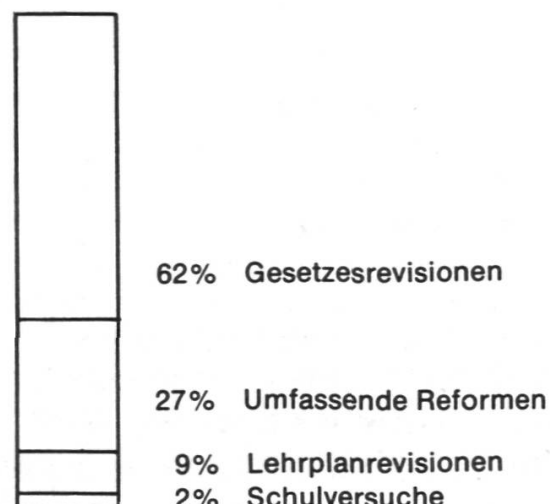 62% Gesetzesrevisionen
27% Umfassende Reformen
9% Lehrplanrevisionen
2% Schulversuche